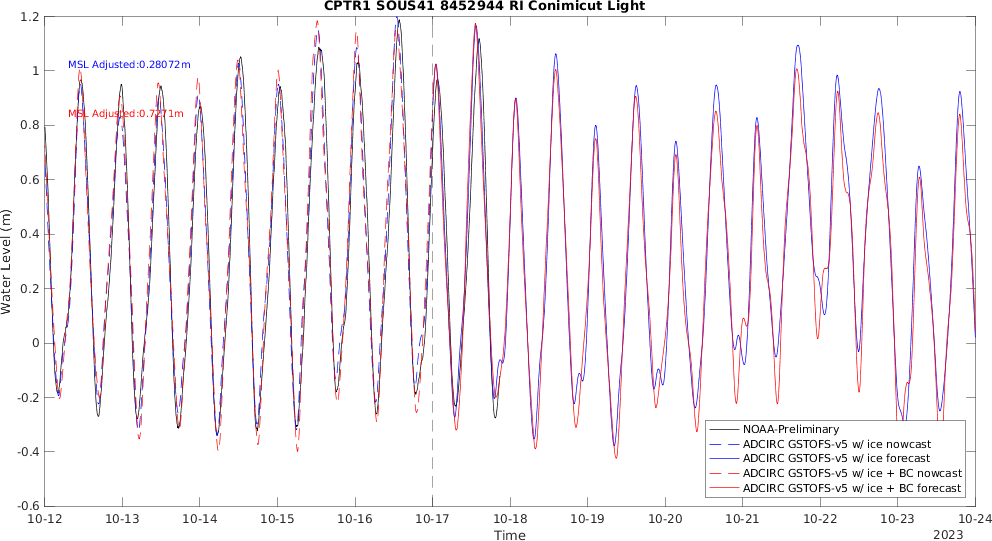 CPTR1 SOUS41 8452944 RI Conimicut Light
1.2
1
0.8
0.6
0.4
0.2
0
-0.2
-0.4
-0.6
Water Level (m)
MSL Adjusted:0.28072m
MSL Adjusted:0.7271m
NOAA-Preliminary
ADCIRC GSTOFS-v5 w/ ice nowcast
ADCIRC GSTOFS-v5 w/ ice forecast
ADCIRC GSTOFS-v5 w/ ice + BC nowcast
ADCIRC GSTOFS-v5 w/ ice + BC forecast
10-12 10-13 10-14 10-15 10-16 10-17 10-18 10-19 10-20 10-21 10-22 10-23 10-24
Time
2023